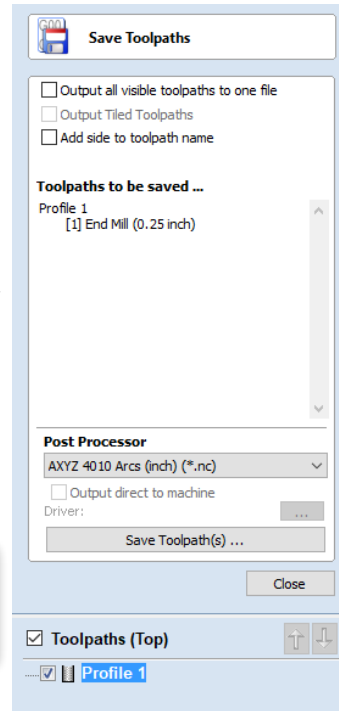 G00
Save Toolpaths
Output all visible toolpaths to one file
Output Tiled Toolpaths
Add side to toolpath name
Toolpaths to be saved ...
Profile 1
[1] End Mill (0.25 inch)
Post Processor
AXYZ 4010 Arcs (inch) (*.nc)
Output direct to machine
Driver:
...
Save Toolpath(s) ...
Close
Toolpaths (Top)
Profile 1